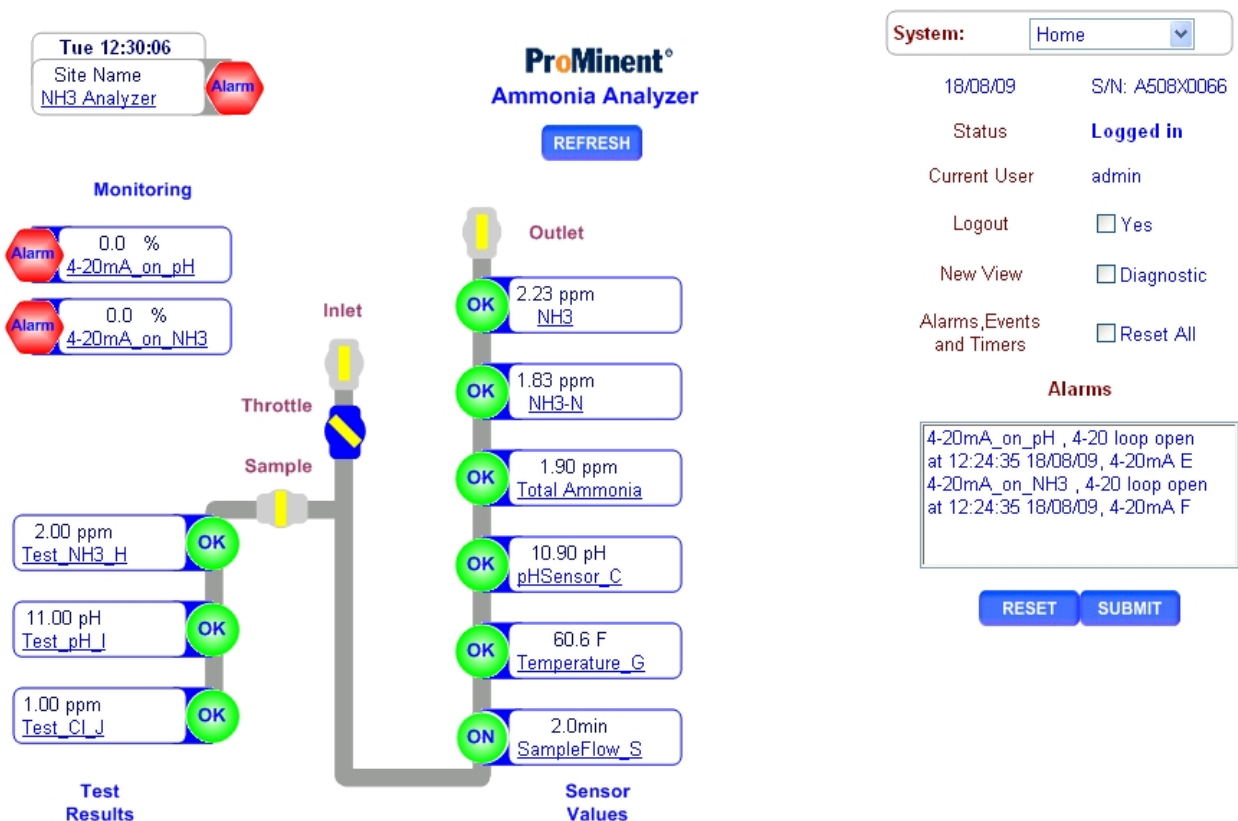 Tue 12:30:06
Site Name
NH3 Analyzer
Alarm
ProMinent®
Ammonia Analyzer
REFRESH
System: Home
18/08/09 S/N: A508X0066
Status Logged in
Current User admin
Logout Yes
New View Diagnostic
Alarms,Events
and Timers
Reset All
Alarms
4-20mA_on_pH , 4-20 loop open
at 12:24:35 18/08/09, 4-20mA E
4-20mA_on_NH3 , 4-20 loop open
at 12:24:35 18/08/09, 4-20mA F
RESET SUBMIT
Monitoring
Alarm
0.0 %
4-20mA_on_pH
Alarm
0.0 %
4-20mA_on_NH3
Inlet
Throttle
Sample
2.00 ppm
Test_NH3_H
OK
11.00 pH
Test_pH_I
OK
1.00 ppm
Test_Cl_J
OK
Test
Results
Outlet
OK
2.23 ppm
NH3
OK
1.83 ppm
NH3-N
OK
1.90 ppm
Total Ammonia
OK
10.90 pH
pHSensor_C
OK
60.6 F
Temperature_G
ON
2.0min
SampleFlow_S
Sensor
Values